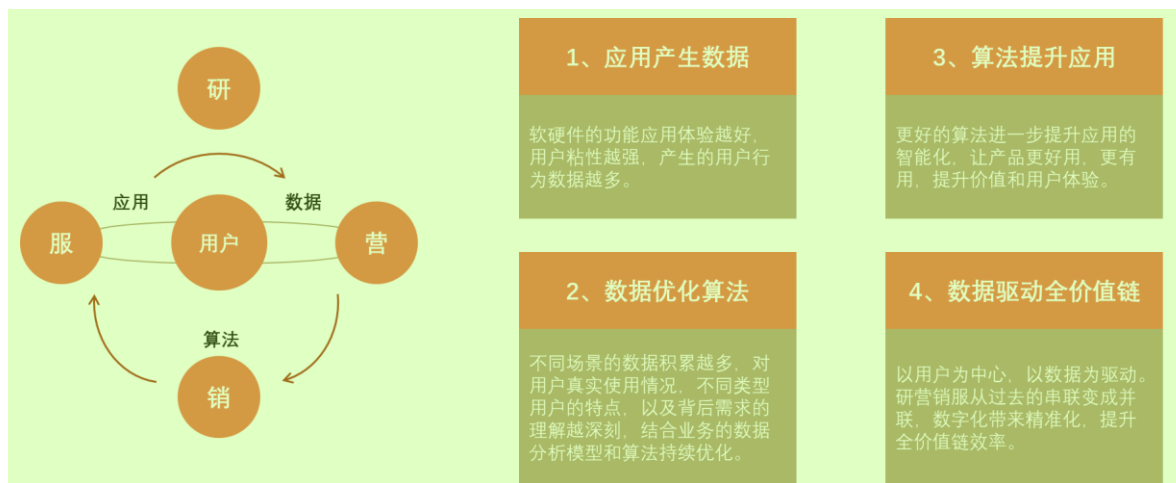 研
应用
数据
服
用户
营
算法
销
1、应用产生数据
软硬件的功能应用体验越好，
用户粘性越强，产生的用户行
为数据越多。
2、数据优化算法
不同场景的数据积累越多，对
用户真实使用情况，不同类型
用户的特点，以及背后需求的
理解越深刻，结合业务的数据
分析模型和算法持续优化。
3、算法提升应用
更好的算法进一步提升应用的
智能化，让产品更好用，更有
用，提升价值和用户体验。
4、数据驱动全价值链
以用户为中心，以数据为驱动。
研营销服从过去的串联变成并
联，数字化带来精准化，提升
全价值链效率。